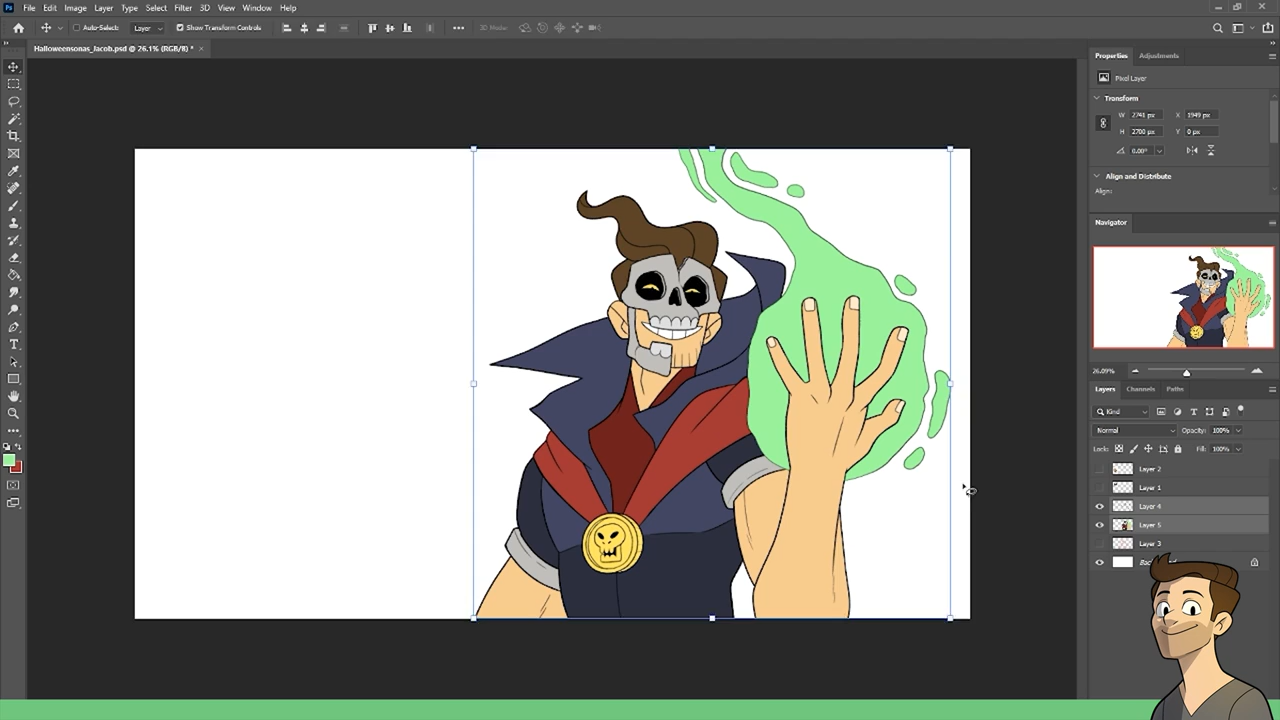 Ps File Edit Image Layer Type Select Filter 3D View Window Help
Auto-Select: Layer Show Transform Controls 3D Mode:
Halloweensonas_Jacob.psd @ 26.1% (RGB/8) * ×
Properties Adjustments
Pixel Layer
Transform
W 2741 px X 1949 px
H 2700 px Y 0 px
0.00°
Align and Distribute
Align:
Navigator
26.09%
Layers Channels Paths
Kind
Normal Opacity: 100%
Lock: Fill: 100%
Layer 2
Layer 1
Layer 4
Layer 5
Layer 3